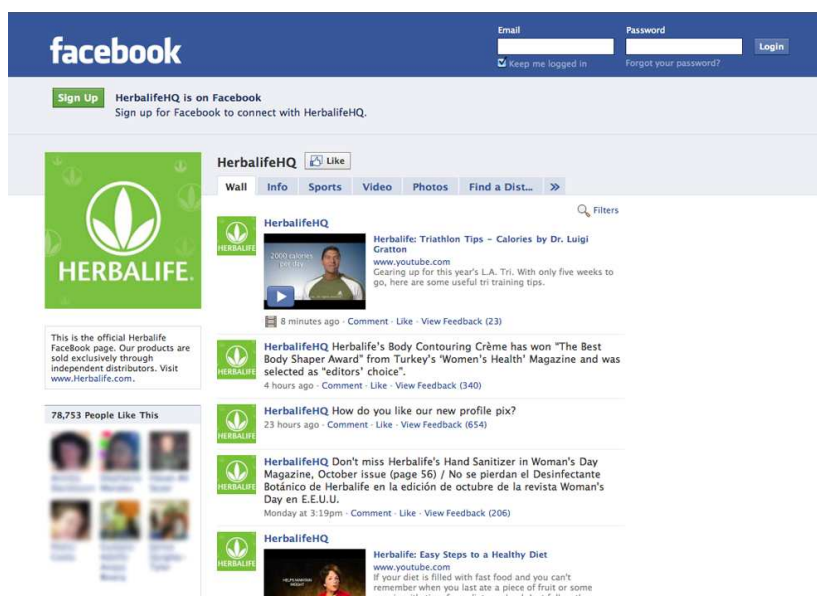 facebook
Email
Password
Login
Keep me logged in
Forgot your password?
Sign Up
HerbalifeHQ is on Facebook
Sign up for Facebook to connect with HerbalifeHQ.
HERBALIFE.
HerbalifeHQ
Like
Wall
Info
Sports
Video
Photos
Find a Dist...
»
Filters
This is the official Herbalife
FaceBook page. Our products are
sold exclusively through
independent distributors. Visit
www.Herbalife.com.
78,753 People Like This
HERBALIFE
HerbalifeHQ
2000 calories
per day
Herbalife: Triathlon Tips – Calories by Dr. Luigi
Gratton
www.youtube.com
Gearing up for this year's L.A. Tri. With only five weeks to
go, here are some useful tri training tips.
8 minutes ago · Comment · Like · View Feedback (23)
HERBALIFE
HerbalifeHQ Herbalife's Body Contouring Crème has won "The Best
Body Shaper Award" from Turkey's 'Women's Health' Magazine and was
selected as "editors' choice".
4 hours ago · Comment · Like · View Feedback (340)
HERBALIFE
HerbalifeHQ How do you like our new profile pix?
23 hours ago · Comment · Like · View Feedback (654)
HERBALIFE
HerbalifeHQ Don't miss Herbalife's Hand Sanitizer in Woman's Day
Magazine, October issue (page 56) / No se pierdan el Desinfectante
Botánico de Herbalife en la edición de octubre de la revista Woman's
Day en E.E.U.U.
Monday at 3:19pm · Comment · Like · View Feedback (206)
HERBALIFE
HerbalifeHQ
Herbalife: Easy Steps to a Healthy Diet
www.youtube.com
If your diet is filled with fast food and you can't
remember when you last ate a piece of fruit or some